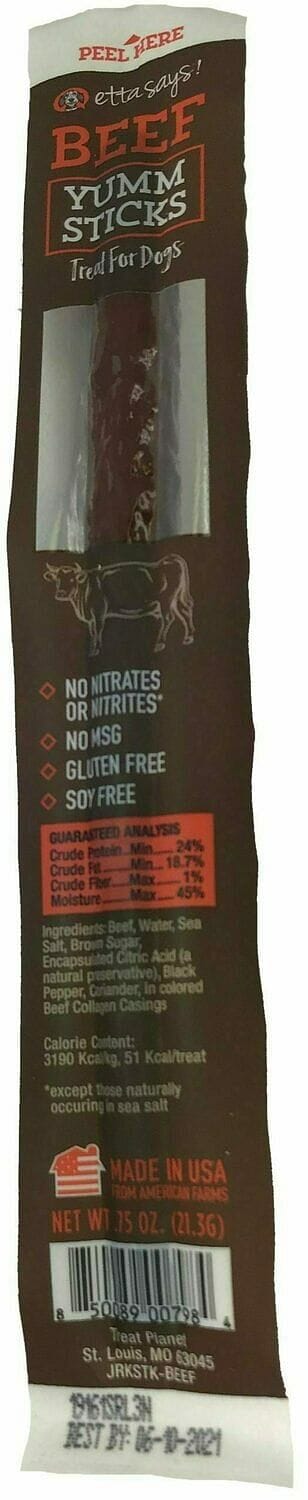 PEEL HERE
etta says!
BEEF
YUMM
STICKS
Treat For Dogs
NO NITRATES
OR NITRITES*
NO MSG
GLUTEN FREE
SOY FREE
GUARANTEED ANALYSIS
Crude Protein...Min..... 24%
Crude Fat......Min... 18.7%
Crude Fiber....Max...... 1%
Moisture.......Max..... 45%
Ingredients: Beef, Water, Sea
Salt, Brown Sugar,
Encapsulated Citric Acid (a
natural preservative), Black
Pepper, Coriander, in colored
Beef Collagen Casings
Calorie Content:
3190 Kcal/kg, 51 Kcal/treat
*except those naturally
occuring in sea salt
MADE IN USA
FROM AMERICAN FARMS
NET WT .75 OZ. (21.3G)
8 50089 00798 4
Treat Planet
St. Louis, MO 63045
JRKSTK-BEEF
19161SRL3N
BEST BY: 06-10-2021